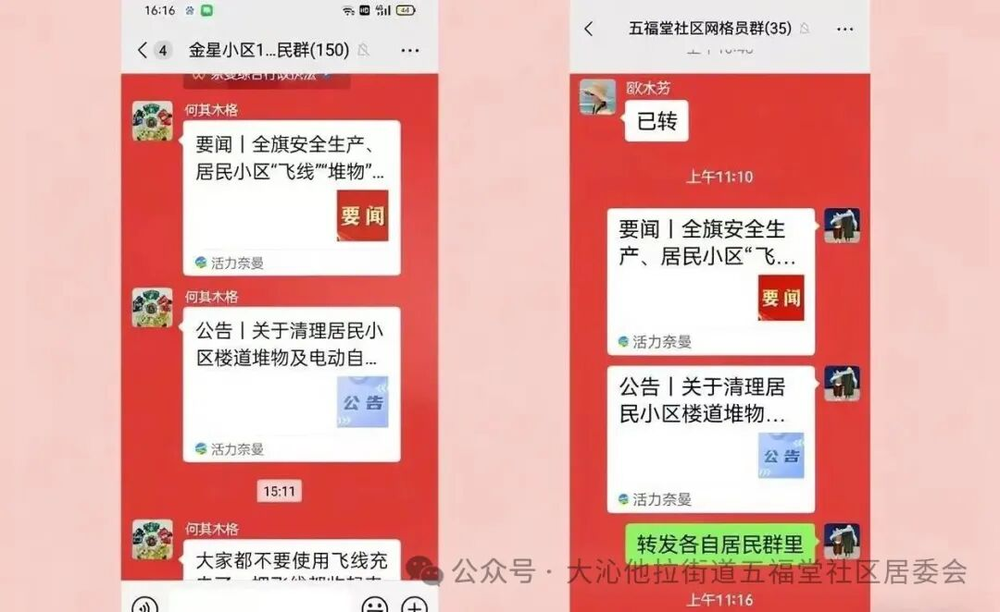 16:16
HD
4G
44
4
金星小区1...民群(150)
何其木格
要闻丨全旗安全生产、
居民小区“飞线”“堆物”...
要闻
活力奈曼
何其木格
公告丨关于清理居民小
区楼道堆物及电动自...
公告
活力奈曼
15:11
何其木格
大家都不要使用飞线充
五福堂社区网格员群(35)
已转
上午11:10
要闻丨全旗安全生
产、居民小区“飞...
要闻
活力奈曼
公告丨关于清理居
民小区楼道堆物...
公告
活力奈曼
转发各自居民群里
上午11:16
公众号·大沁他拉街道五福堂社区居委会